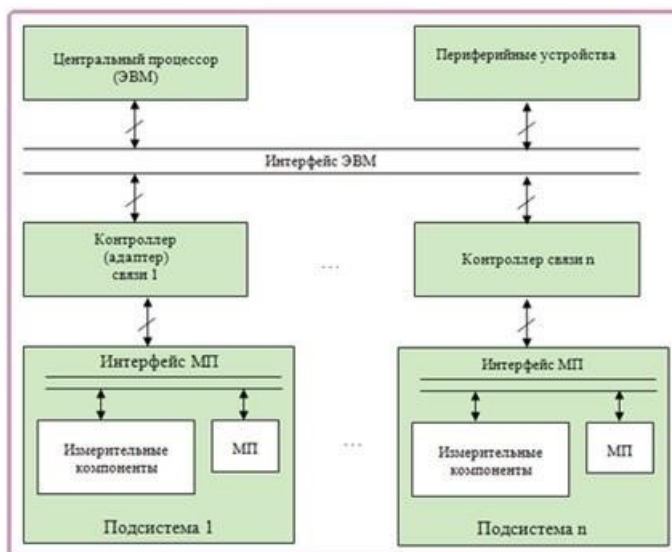 Центральный процессор
(ЭВМ)
Периферийные устройства
Интерфейс ЭВМ
Контроллер
(адаптер)
связи 1
...
Контроллер связи n
Интерфейс МП
Измерительные
компоненты
МП
Подсистема 1
...
Интерфейс МП
Измерительные
компоненты
МП
Подсистема n